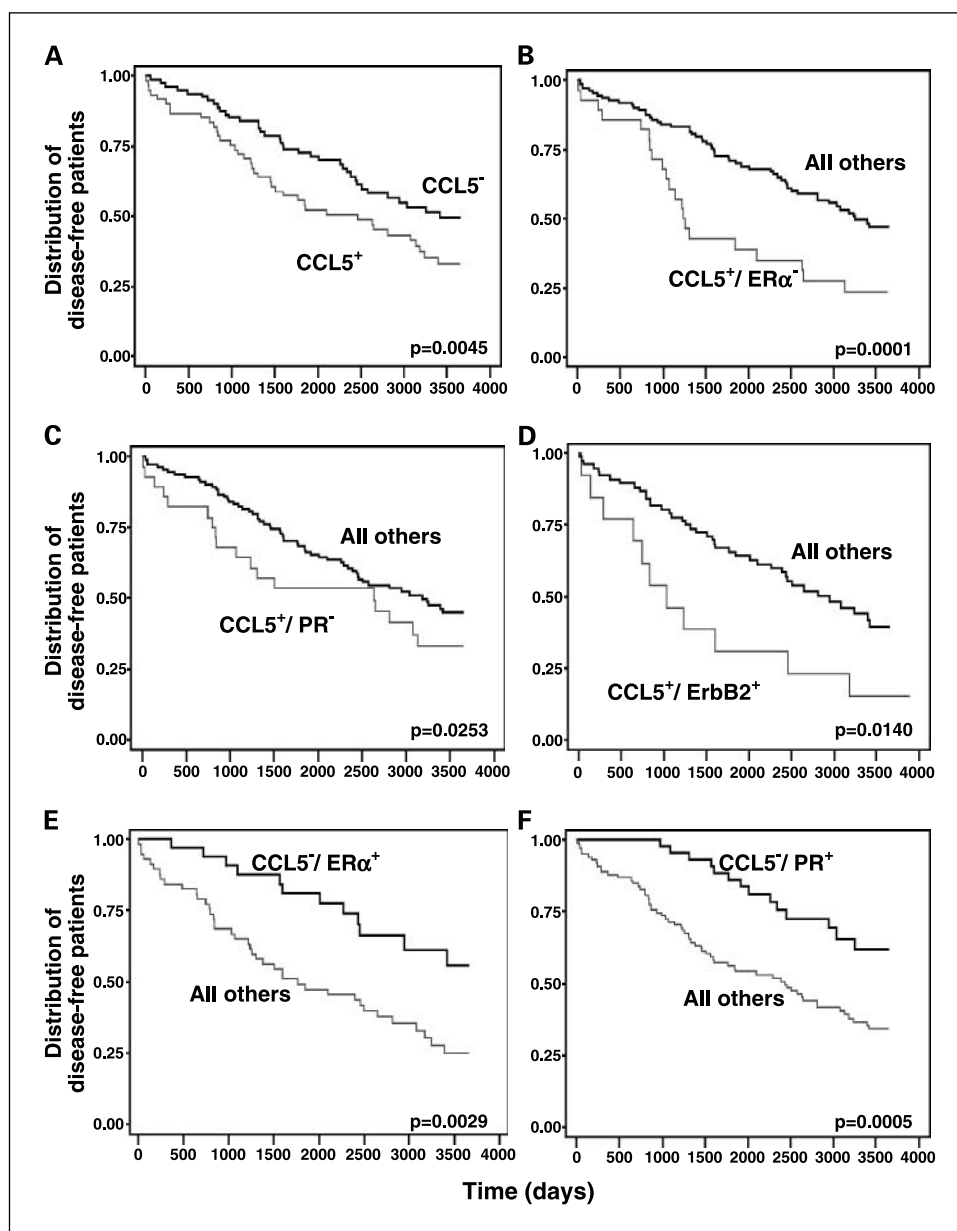 A
Distribution of
disease-free patients
1.00
0.75
0.50
0.25
0.00
CCL5⁻
CCL5⁺
p=0.0045
0 500 1000 1500 2000 2500 3000 3500 4000
B
1.00
0.75
0.50
0.25
0.00
All others
CCL5⁺/ ERα⁻
p=0.0001
0 500 1000 1500 2000 2500 3000 3500 4000
C
Distribution of
disease-free patients
1.00
0.75
0.50
0.25
0.00
All others
CCL5⁺/ PR⁻
p=0.0253
0 500 1000 1500 2000 2500 3000 3500 4000
D
1.00
0.75
0.50
0.25
0.00
All others
CCL5⁺/ ErbB2⁺
p=0.0140
0 500 1000 1500 2000 2500 3000 3500 4000
E
Distribution of
disease-free patients
1.00
0.75
0.50
0.25
0.00
CCL5⁻/ ERα⁺
All others
p=0.0029
0 500 1000 1500 2000 2500 3000 3500 4000
F
1.00
0.75
0.50
0.25
0.00
CCL5⁻/ PR⁺
All others
p=0.0005
0 500 1000 1500 2000 2500 3000 3500 4000
Time (days)